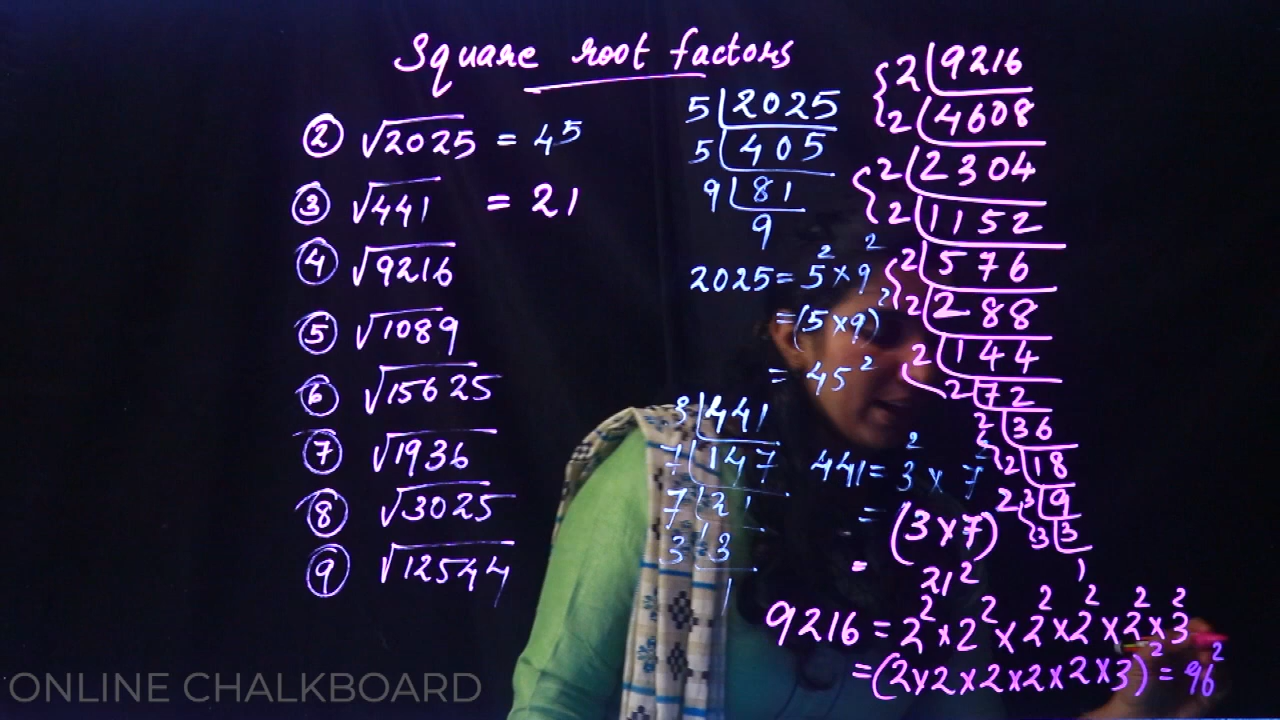 Square root factors
② √2025 = 45
③ √441 = 21
④ √9216
⑤ √1089
⑥ √15625
⑦ √1936
⑧ √3025
⑨ √12544
5 | 2025
5 | 405
9 | 81
9
2025 = 5² × 9²
= (5 × 9)²
= 45²
3 | 441
7 | 147
7 | 21
3 | 3
1
441 = 3² × 7²
= (3 × 7)
= 21²
2 | 9216
2 | 4608
2 | 2304
2 | 1152
2 | 576
2 | 288
2 | 144
2 | 72
2 | 36
2 | 18
3 | 9
3 | 3
1
9216 = 2² × 2² × 2² × 2² × 2² × 3²
= (2 × 2 × 2 × 2 × 2 × 3)² = 96²
ONLINE CHALKBOARD